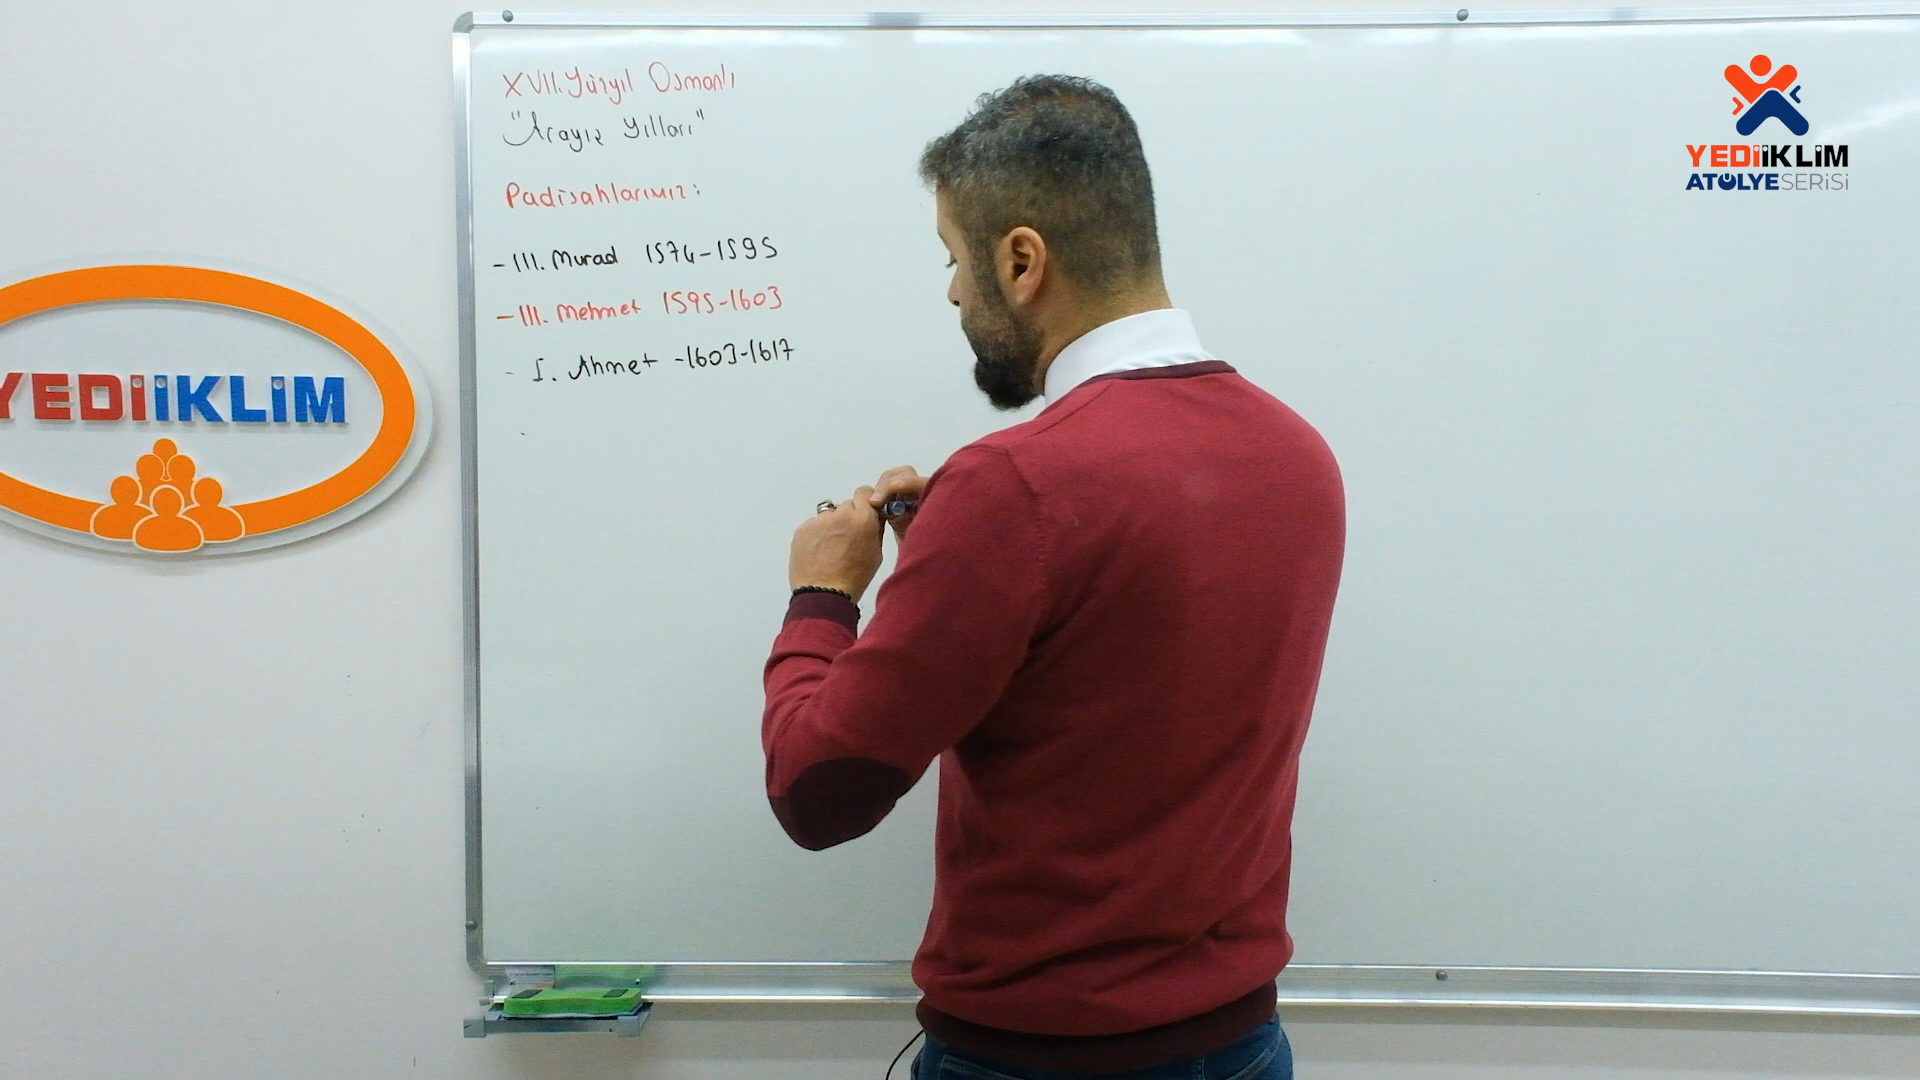 XVII. Yüzyıl Osmanlı
"Arayış Yılları"
Padişahlarımız:
- III. Murad 1574-1595
- III. Mehmet 1595-1603
- I. Ahmet -1603-1617
YEDİİKLİM
YEDİİKLİM
ATÖLYE SERİSİ